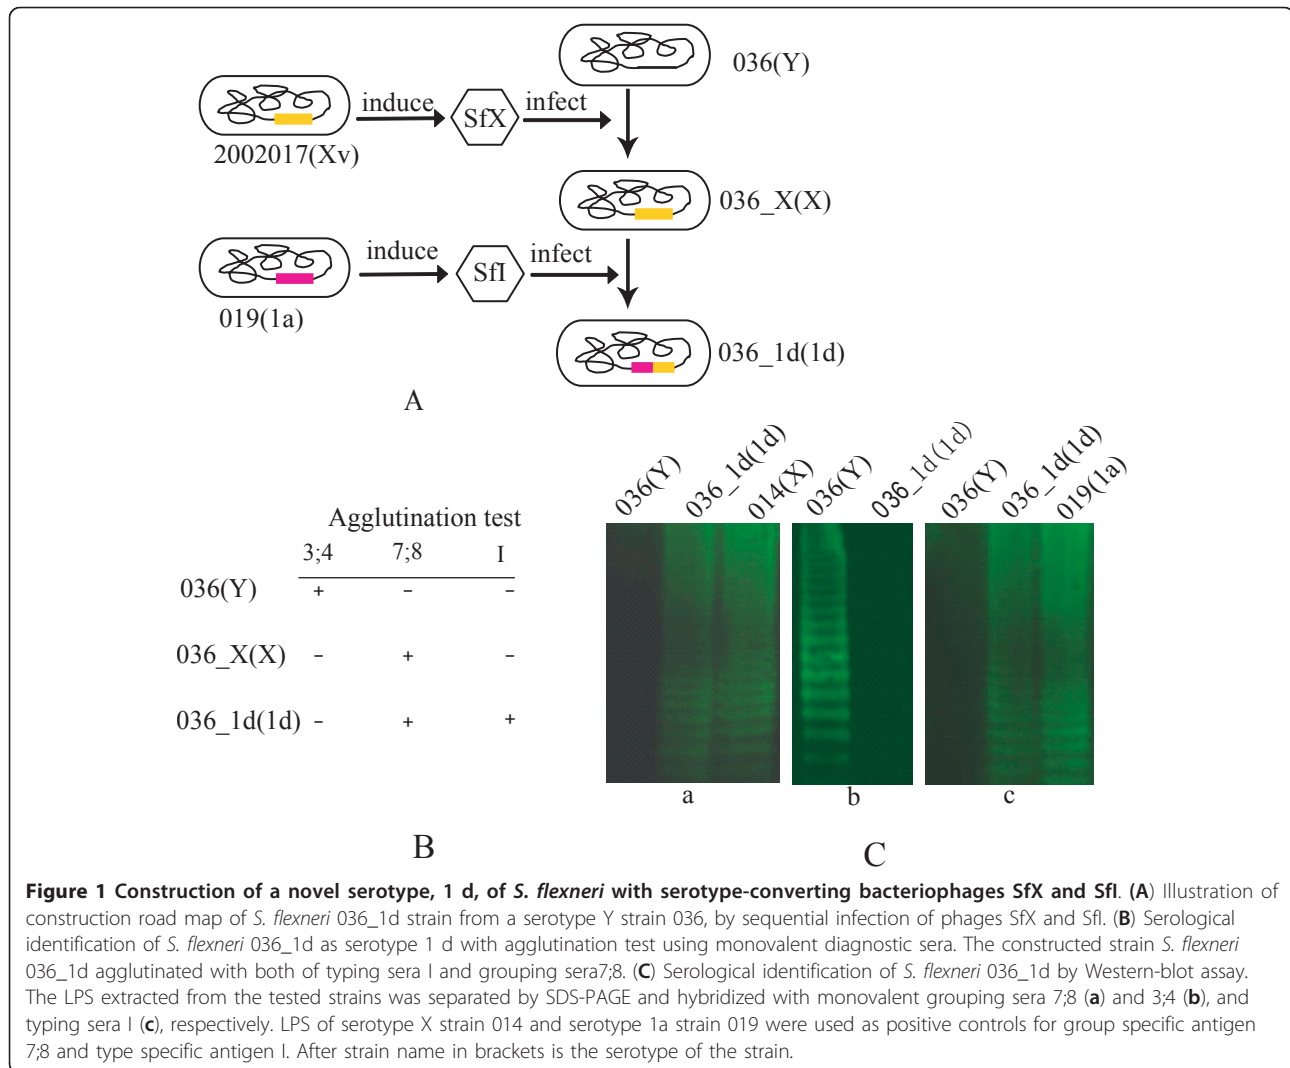 036(Y)
induce
SfX
infect
2002017(Xv)
036_X(X)
induce
SfI
infect
019(1a)
036_1d(1d)
A
Agglutination test
3;4 7;8 I
036(Y) + – –
036_X(X) – + –
036_1d(1d) – + +
B
036(Y) 036_1d(1d) 014(X)
036(Y) 036_1d(1d)
036(Y) 036_1d(1d) 019(1a)
a b c
C
Figure 1 Construction of a novel serotype, 1 d, of S. flexneri with serotype-converting bacteriophages SfX and SfI. (A) Illustration of
construction road map of S. flexneri 036_1d strain from a serotype Y strain 036, by sequential infection of phages SfX and SfI. (B) Serological
identification of S. flexneri 036_1d as serotype 1 d with agglutination test using monovalent diagnostic sera. The constructed strain S. flexneri
036_1d agglutinated with both of typing sera I and grouping sera7;8. (C) Serological identification of S. flexneri 036_1d by Western-blot assay.
The LPS extracted from the tested strains was separated by SDS-PAGE and hybridized with monovalent grouping sera 7;8 (a) and 3;4 (b), and
typing sera I (c), respectively. LPS of serotype X strain 014 and serotype 1a strain 019 were used as positive controls for group specific antigen
7;8 and type specific antigen I. After strain name in brackets is the serotype of the strain.